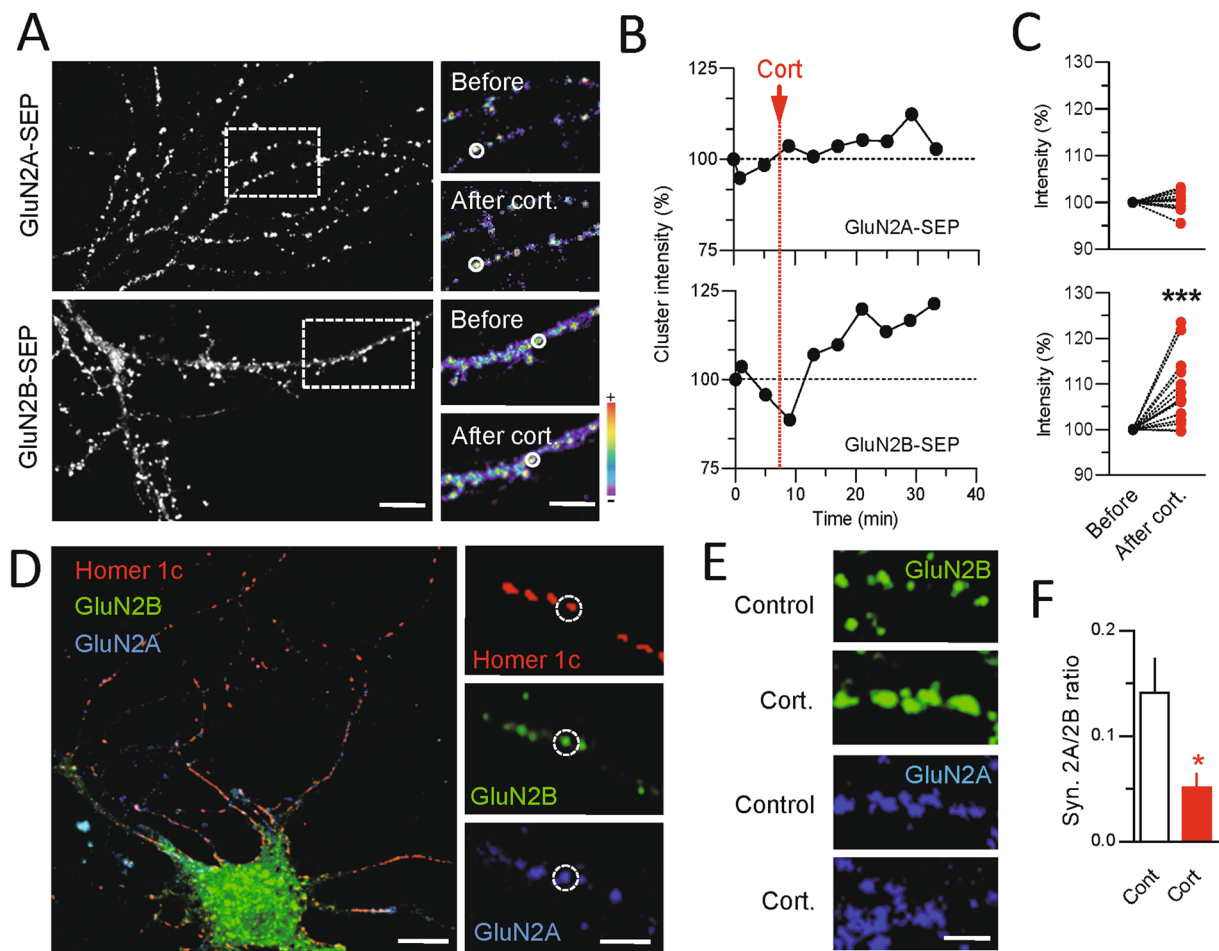 A
GluN2A-SEP
Before
After cort.
GluN2B-SEP
Before
After cort.
+
-
B
Cort
125
100
75
GluN2A-SEP
Cluster intensity (%)
125
100
75
GluN2B-SEP
0 10 20 30 40
Time (min)
C
130
120
110
100
90
Intensity (%)
***
130
120
110
100
90
Intensity (%)
Before
After cort.
D
Homer 1c
GluN2B
GluN2A
Homer 1c
GluN2B
GluN2A
E
GluN2B
Control
Cort.
GluN2A
Control
Cort.
F
0.2
0.1
0.0
Syn. 2A/2B ratio
*
Cont
Cort